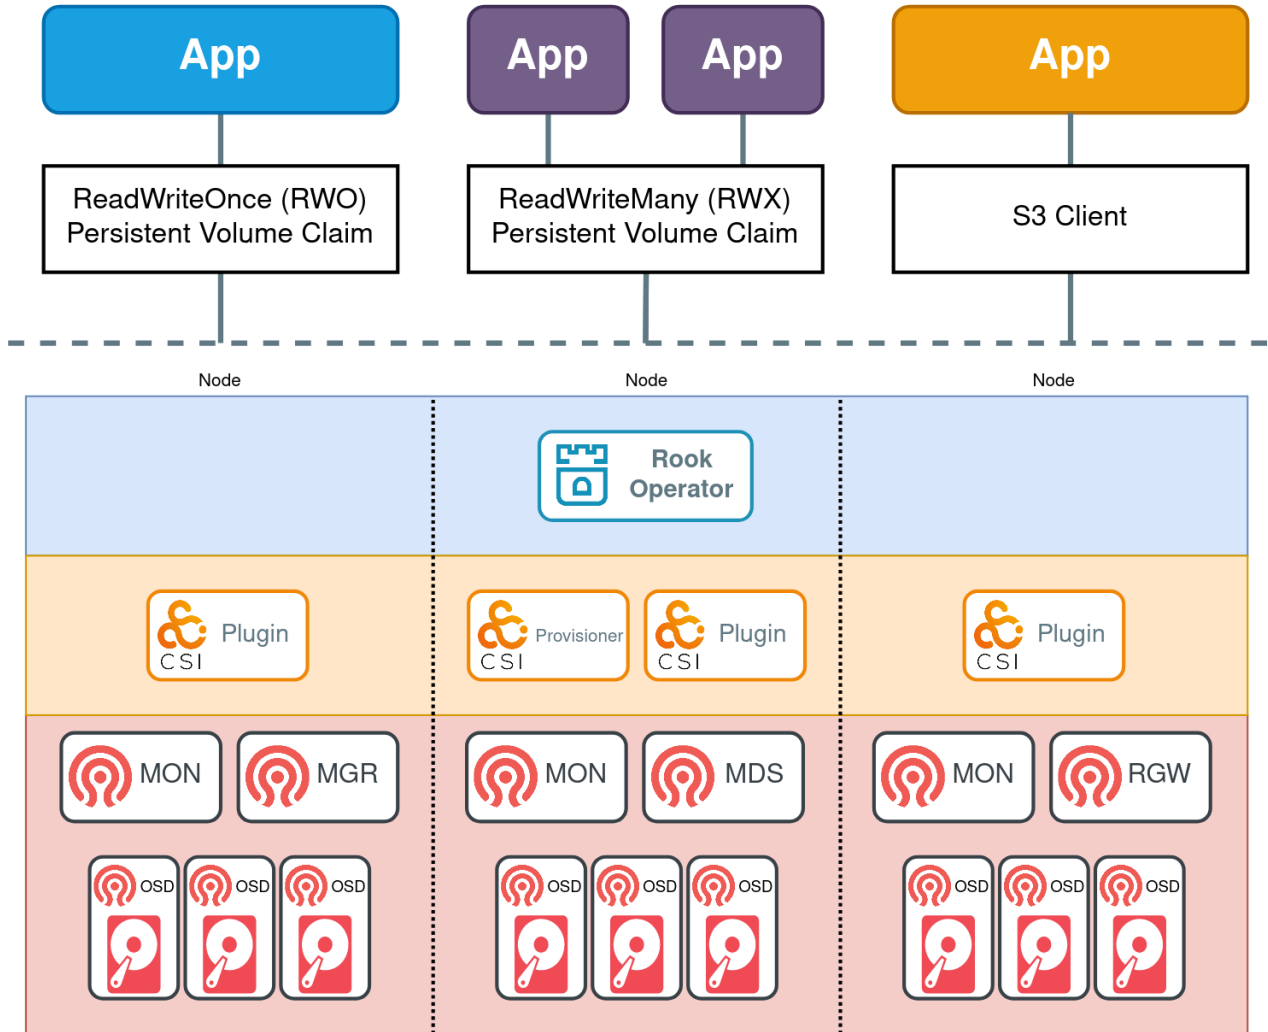 App
App
App
App
ReadWriteOnce (RWO)
Persistent Volume Claim
ReadWriteMany (RWX)
Persistent Volume Claim
S3 Client
Node
Node
Node
Rook
Operator
CSI
Plugin
CSI
Provisioner
CSI
Plugin
CSI
Plugin
MON
MGR
MON
MDS
MON
RGW
OSD
OSD
OSD
OSD
OSD
OSD
OSD
OSD
OSD